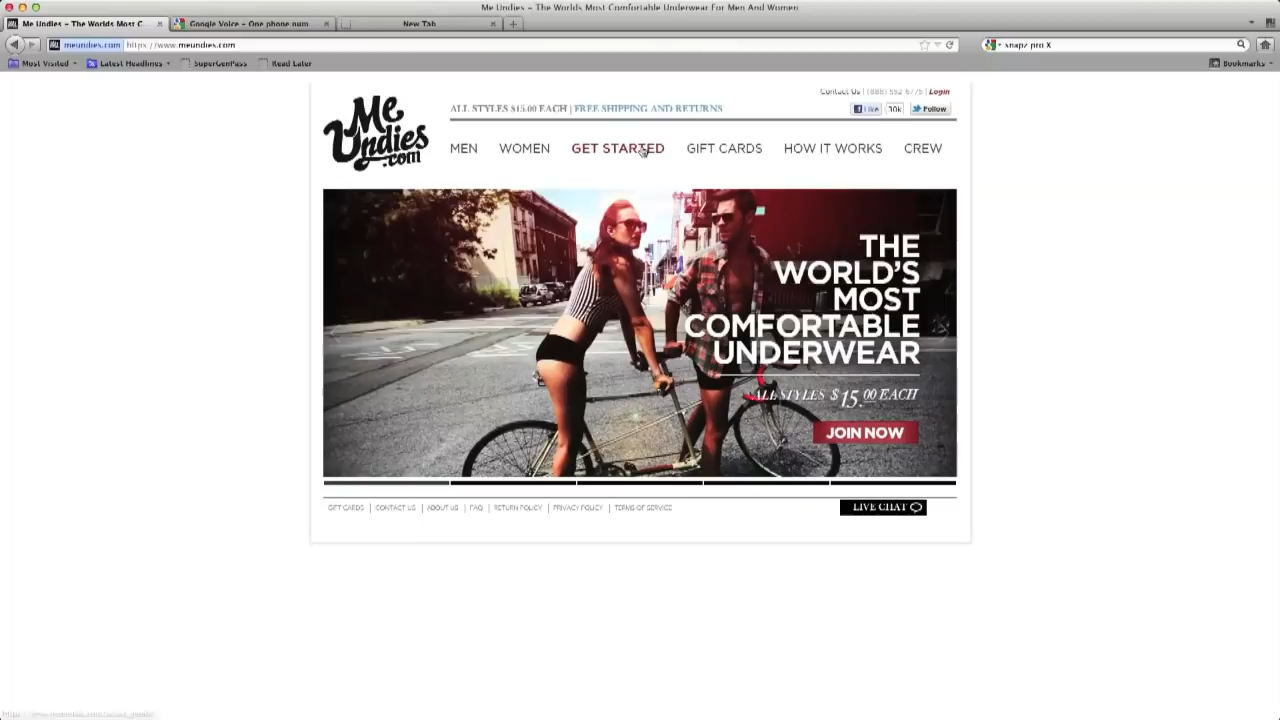 Me Undies – The Worlds Most Comfortable Underwear For Men And Women
Me Undies – The Worlds Most C...
Google Voice – One phone num...
New Tab
meundies.com
https://www.meundies.com
snapz pro X
Most Visited
Latest Headlines
SuperGenPass
Read Later
Bookmarks
Contact Us | Login
ALL STYLES $15.00 EACH | FREE SHIPPING AND RETURNS
Like
30k
Follow
Me Undies .com
MEN
WOMEN
GET STARTED
GIFT CARDS
HOW IT WORKS
CREW
THE
WORLD'S
MOST
COMFORTABLE
UNDERWEAR
ALL STYLES $15.00 EACH
JOIN NOW
GIFT CARDS | CONTACT US | ABOUT US | FAQ | RETURN POLICY | PRIVACY POLICY | TERMS OF SERVICE
LIVE CHAT